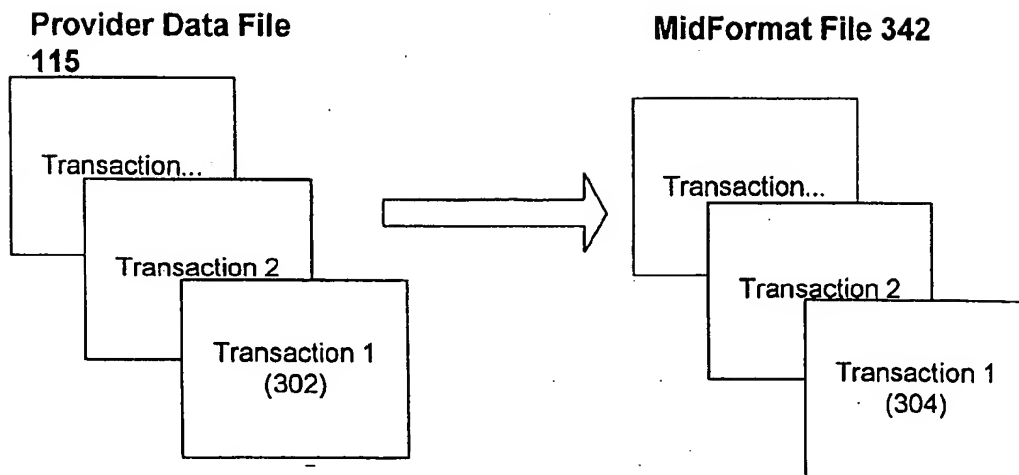 Provider Data File
115
Transaction...
Transaction 2
Transaction 1
(302)
MidFormat File 342
Transaction...
Transaction 2
Transaction 1
(304)